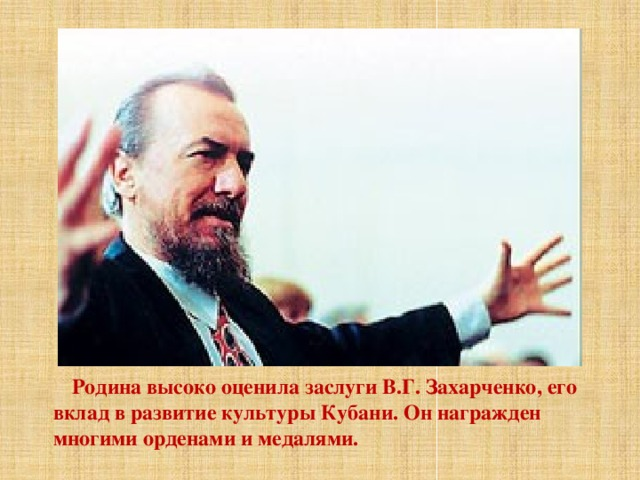 Родина высоко оценила заслуги В.Г. Захарченко, его
вклад в развитие культуры Кубани. Он награжден
многими орденами и медалями.